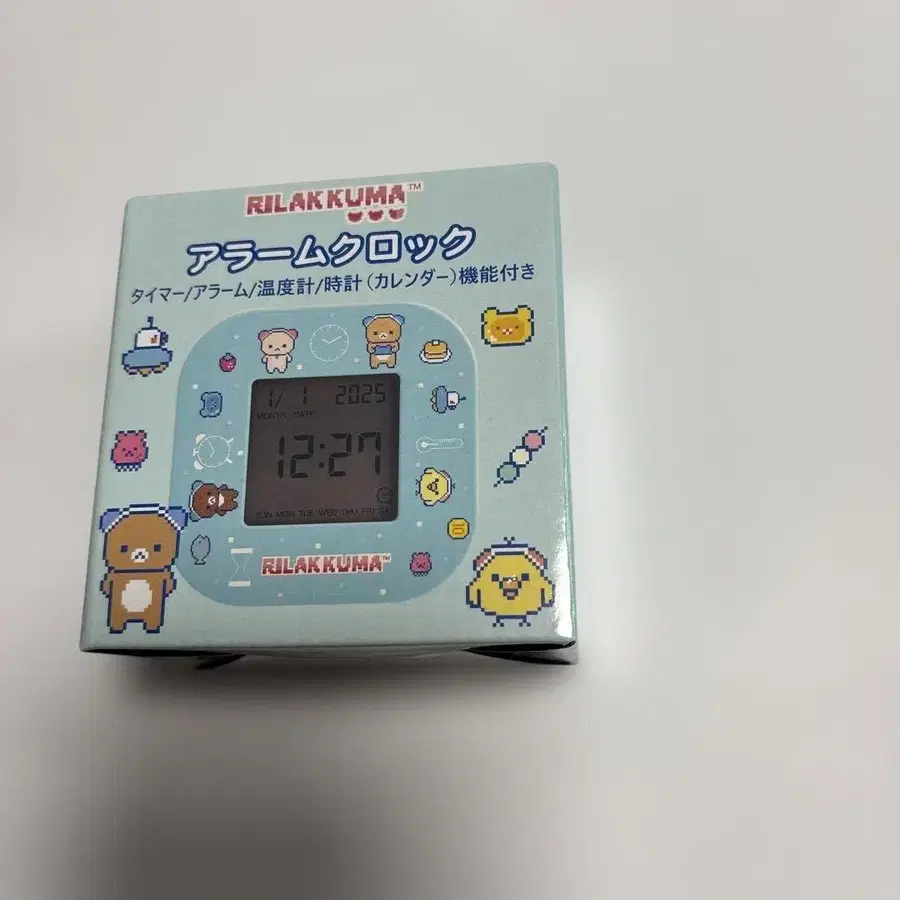 RILAKKUMA™
アラームクロック
タイマー/アラーム/温度計/時計（カレンダー）機能付き
1/ 1 2025
MONTH DATE
12:27
SUN MON TUE WED THU FRI SA
RILAKKUMA™